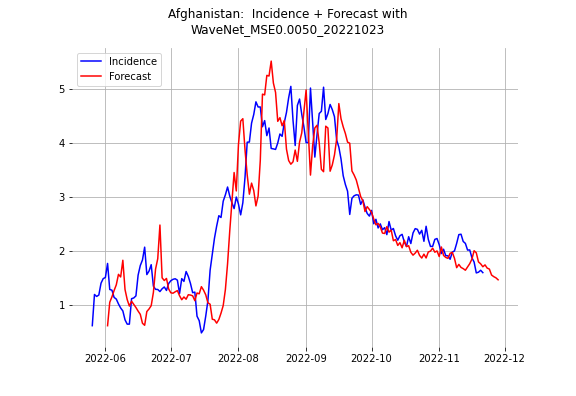 Afghanistan:  Incidence + Forecast with
WaveNet_MSE0.0050_20221023
Incidence
Forecast
5
4
3
2
1
2022-06 2022-07 2022-08 2022-09 2022-10 2022-11 2022-12